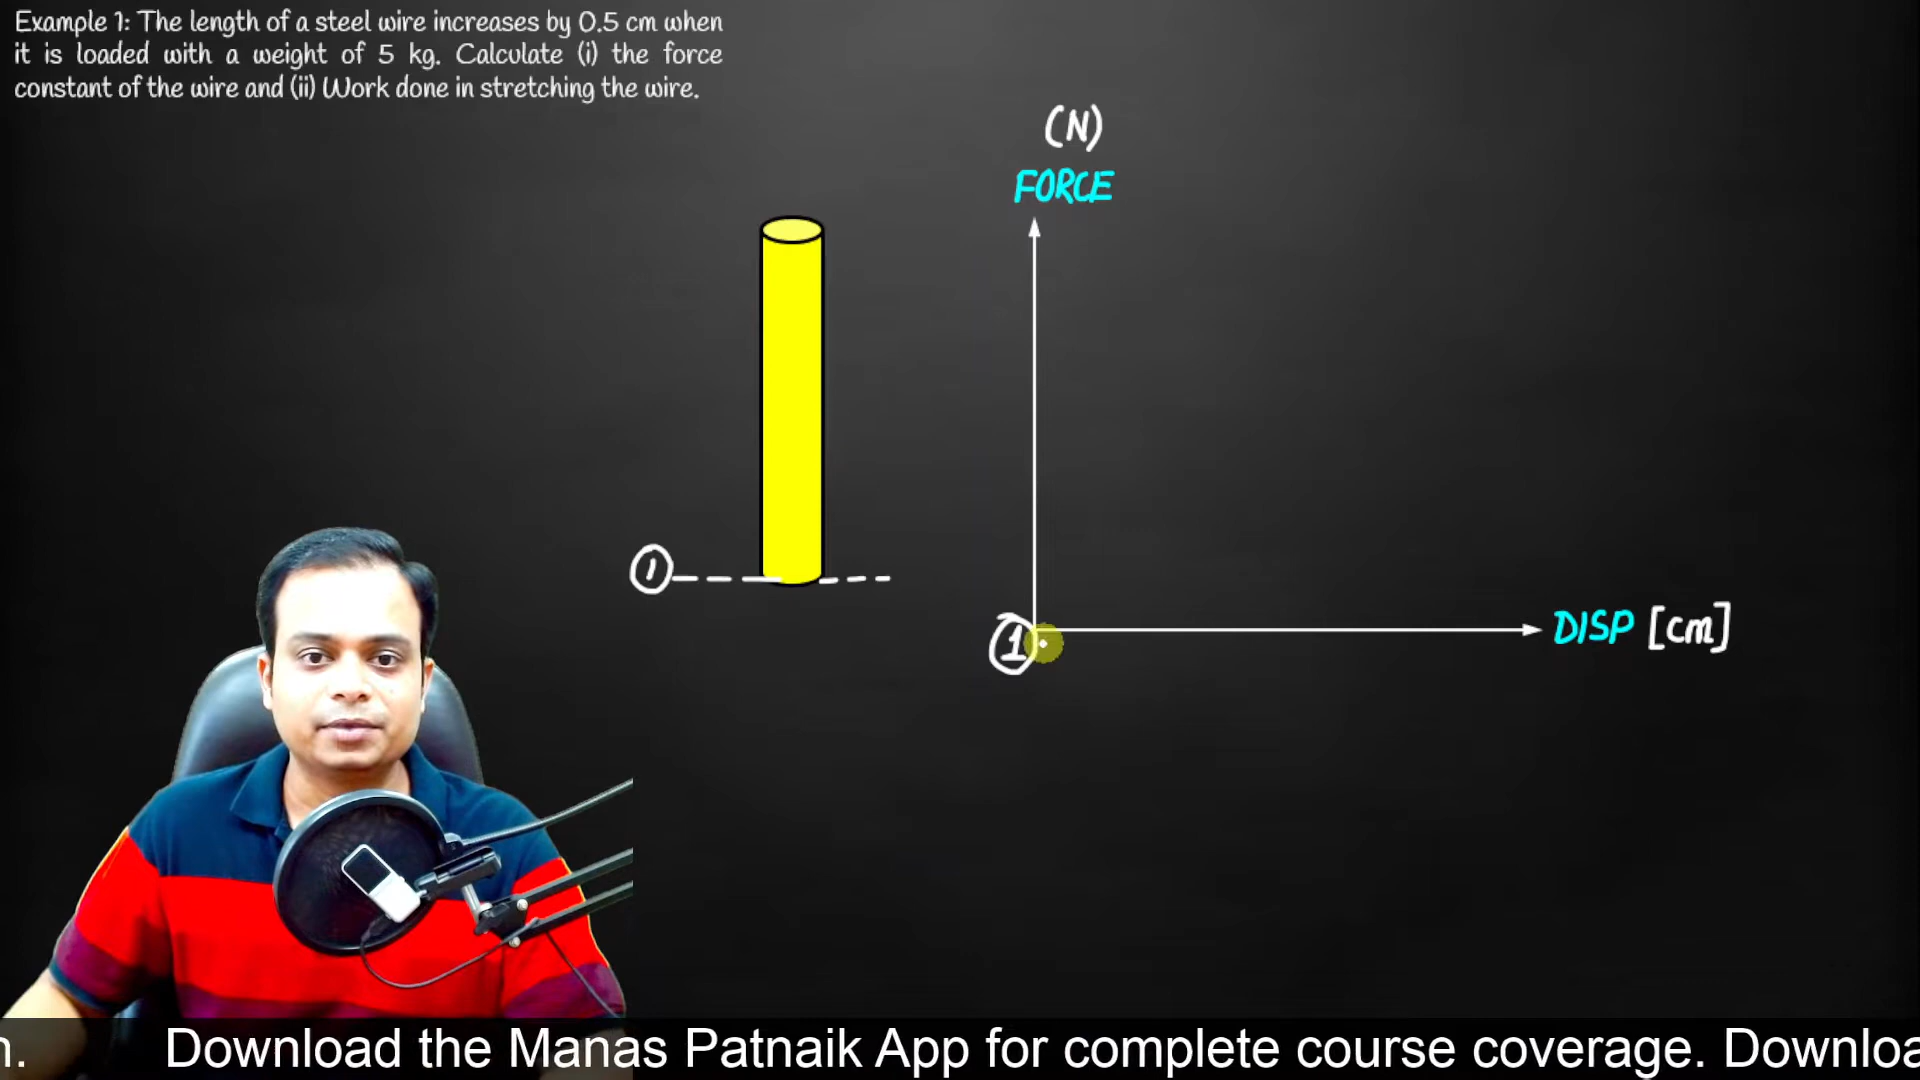 Example 1: The length of a steel wire increases by 0.5 cm when
it is loaded with a weight of 5 kg. Calculate (i) the force
constant of the wire and (ii) Work done in stretching the wire.
(N)
FORCE
1
1
DISP [cm]
n. Download the Manas Patnaik App for complete course coverage. Downloa